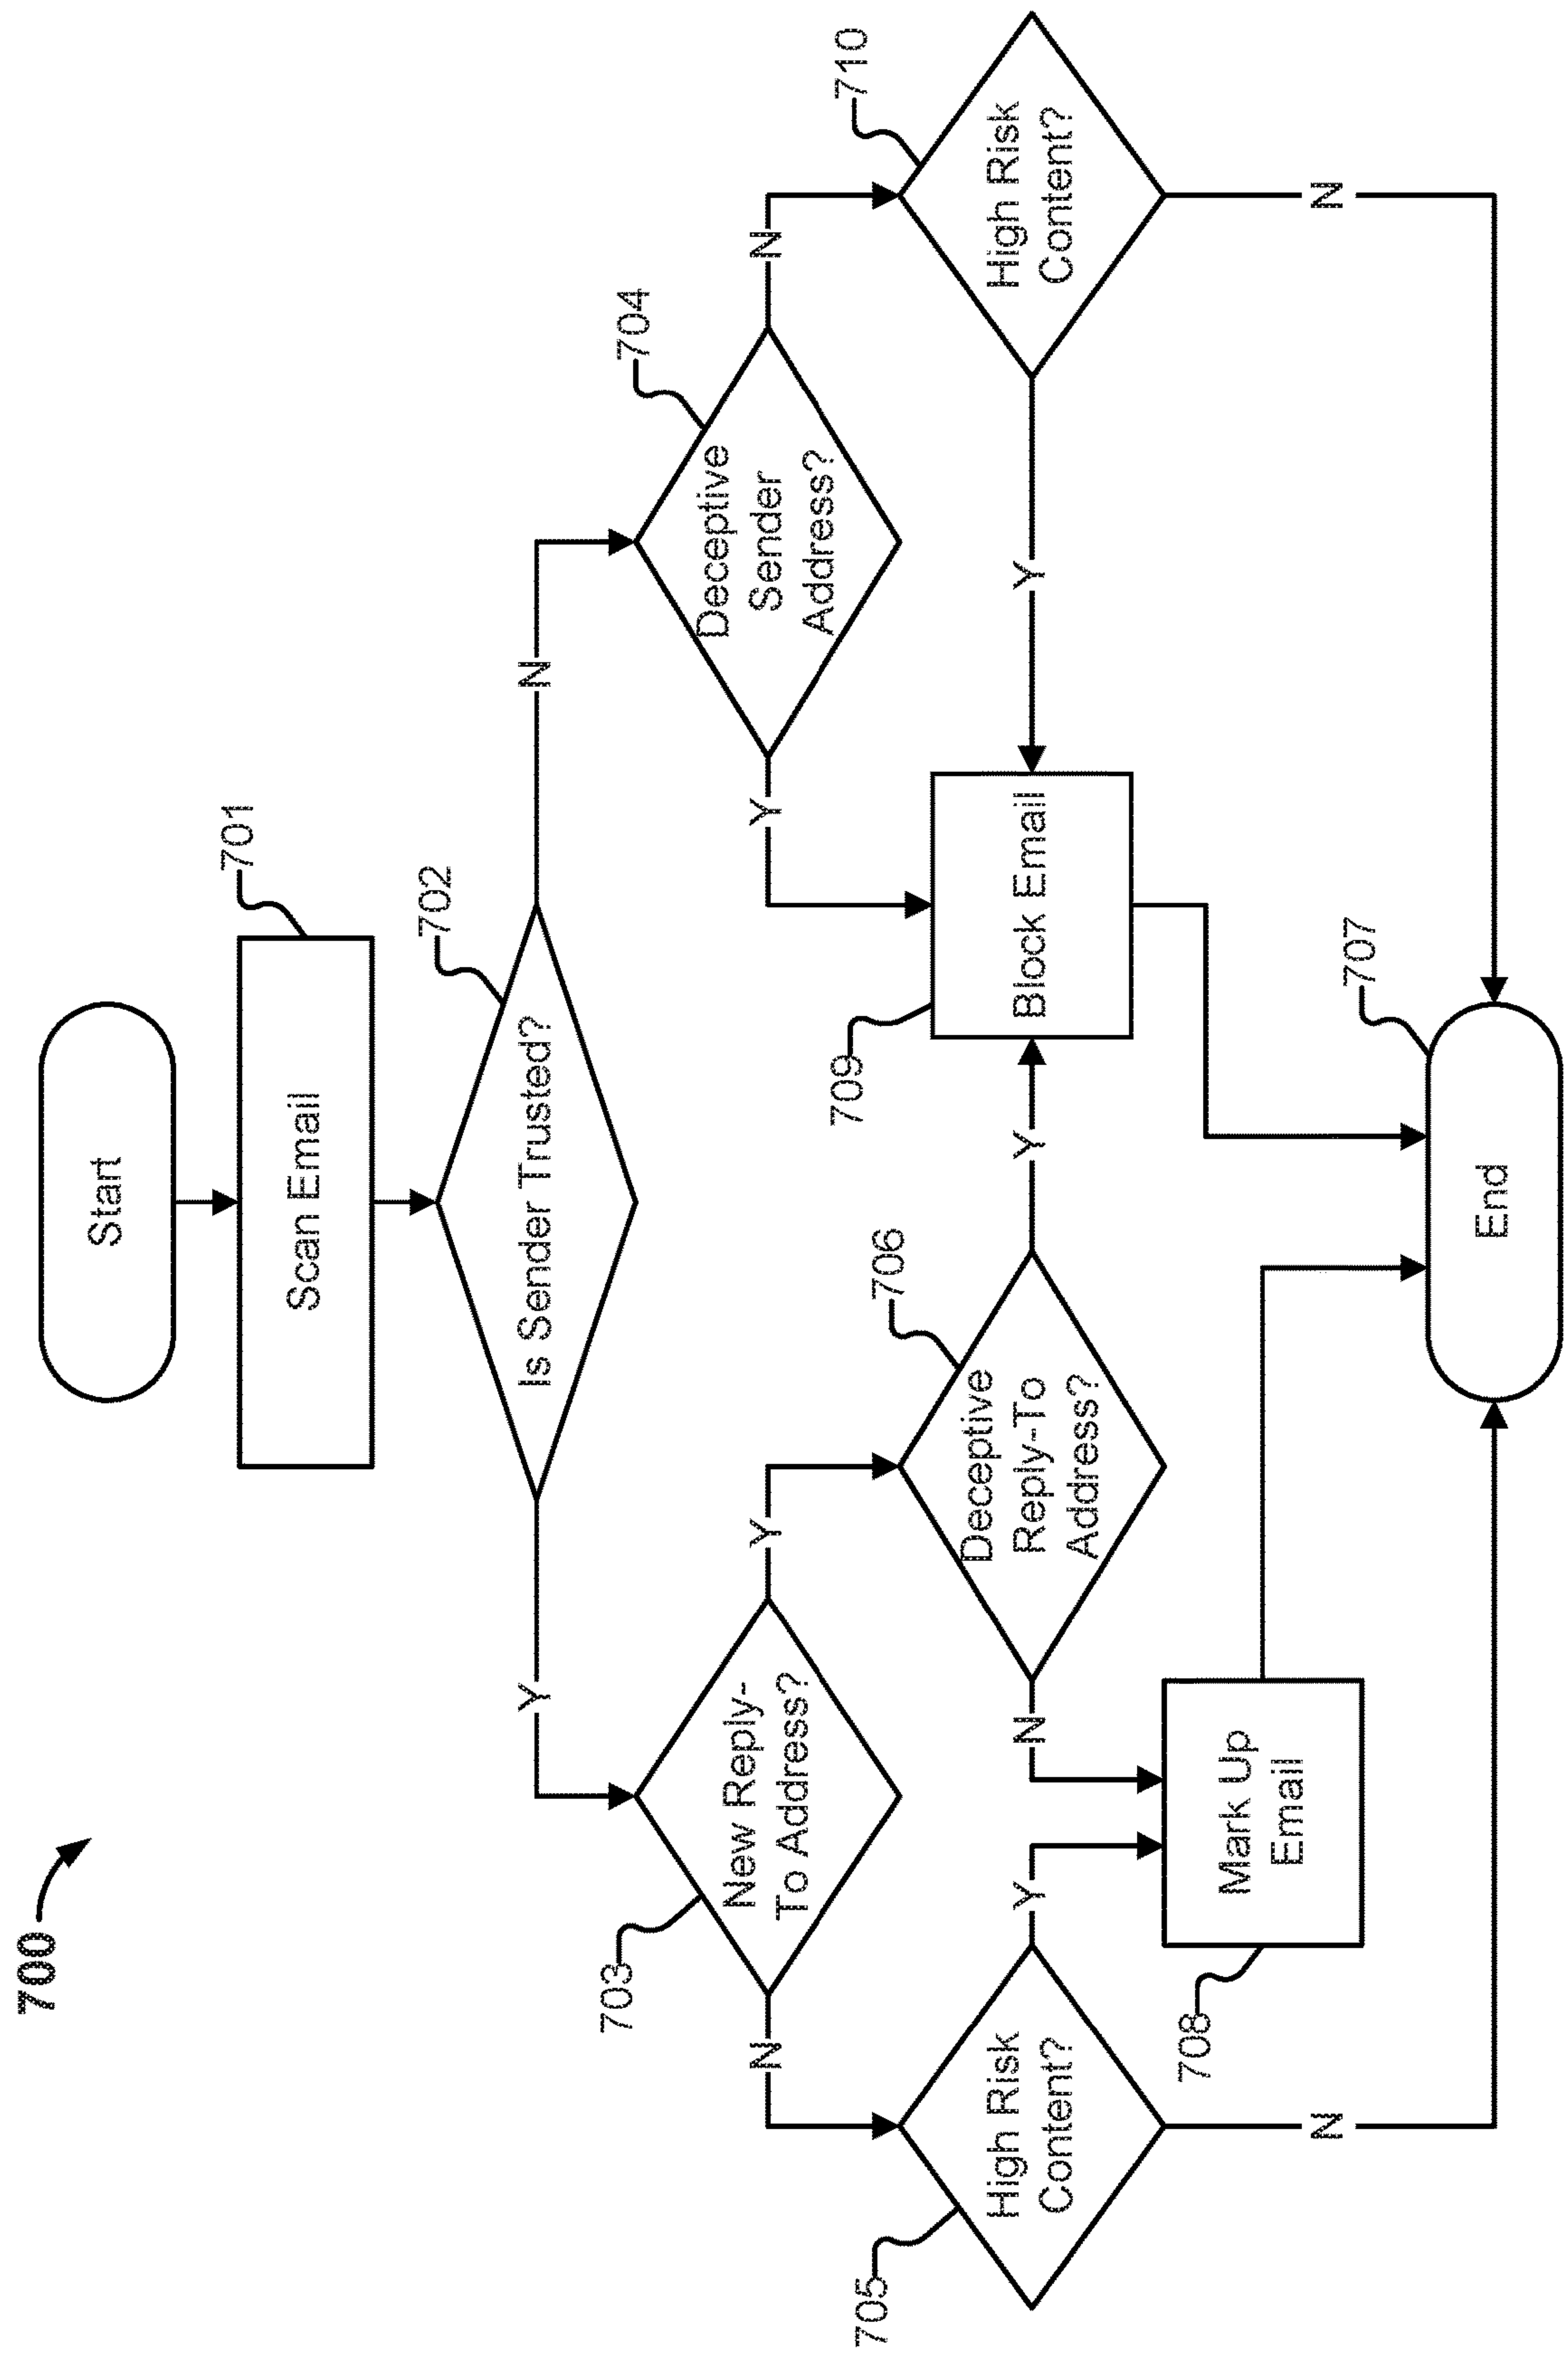 700
Start
701
Scan Email
702
Is Sender Trusted?
Y
N
703
New Reply-
To Address?
704
Deceptive
Sender
Address?
N
Y
Y
N
705
High Risk
Content?
706
Deceptive
Reply-To
Address?
709
Block Email
710
High Risk
Content?
Y
N
Y
Y
708
Mark Up
Email
N
N
707
End